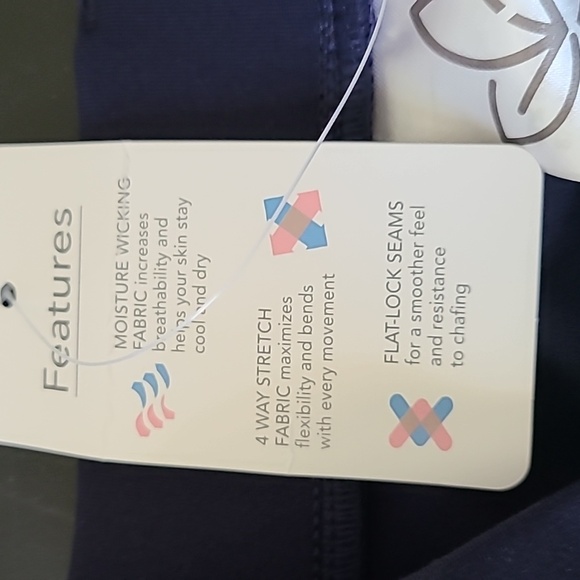 Features
MOISTURE WICKING
FABRIC increases
breathability and
helps your skin stay
cool and dry
4 WAY STRETCH
FABRIC maximizes
flexibility and bends
with every movement
FLAT-LOCK SEAMS
for a smoother feel
and resistance
to chafing